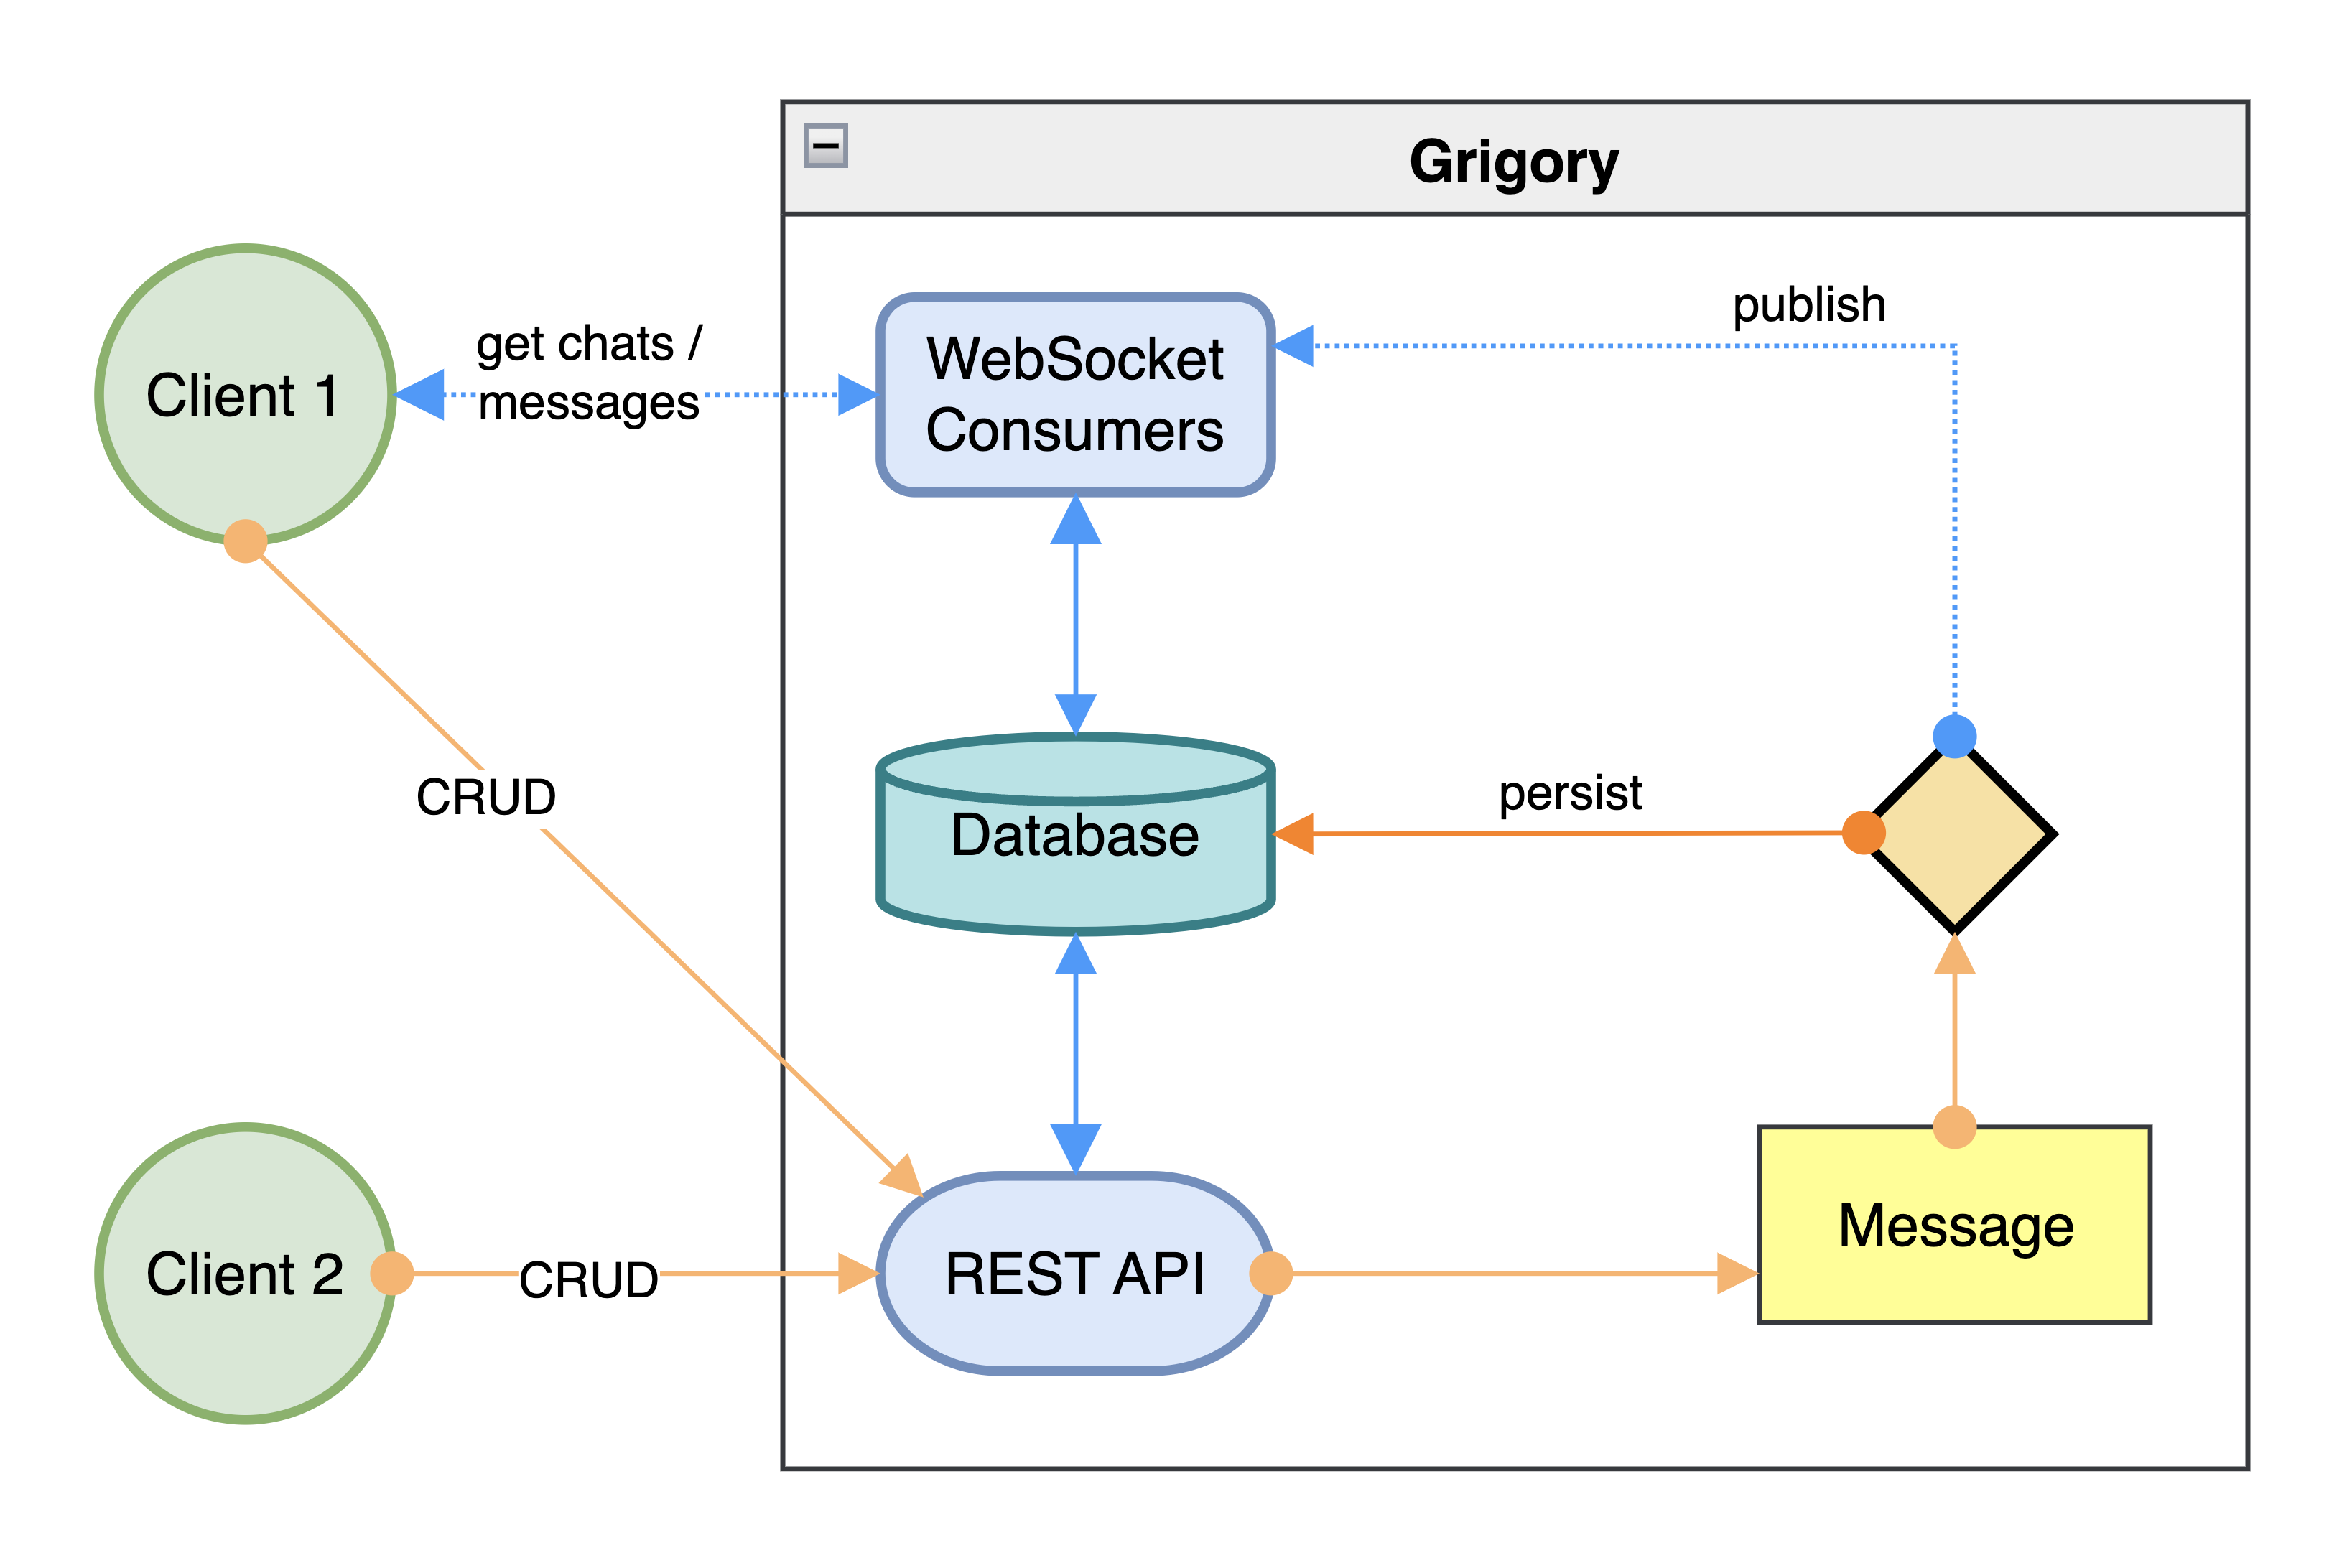 Grigory
publish
get chats /
messages
Client 1
WebSocket
Consumers
CRUD
persist
Database
Message
Client 2
CRUD
REST API